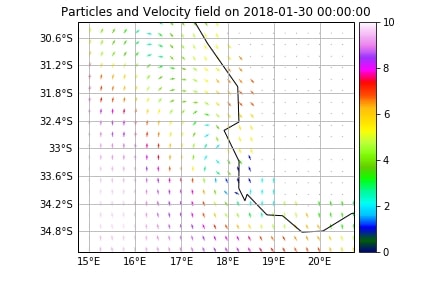 Particles and Velocity field on 2018-01-30 00:00:00
30.6°S
31.2°S
31.8°S
32.4°S
33°S
33.6°S
34.2°S
34.8°S
15°E 16°E 17°E 18°E 19°E 20°E
10
8
6
4
2
0